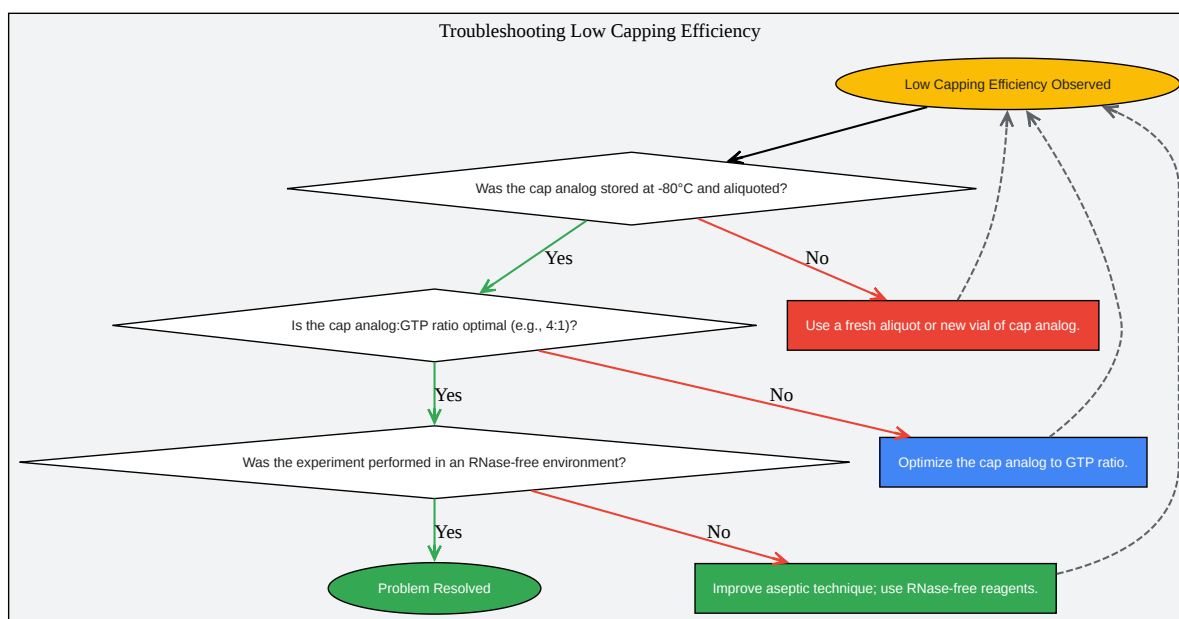 Troubleshooting Low Capping Efficiency
Low Capping Efficiency Observed
Was the cap analog stored at -80°C and aliquoted?
Yes
No
Is the cap analog:GTP ratio optimal (e.g., 4:1)?
Use a fresh aliquot or new vial of cap analog.
Yes
No
Was the experiment performed in an RNase-free environment?
Optimize the cap analog to GTP ratio.
Yes
No
Problem Resolved
Improve aseptic technique; use RNase-free reagents.